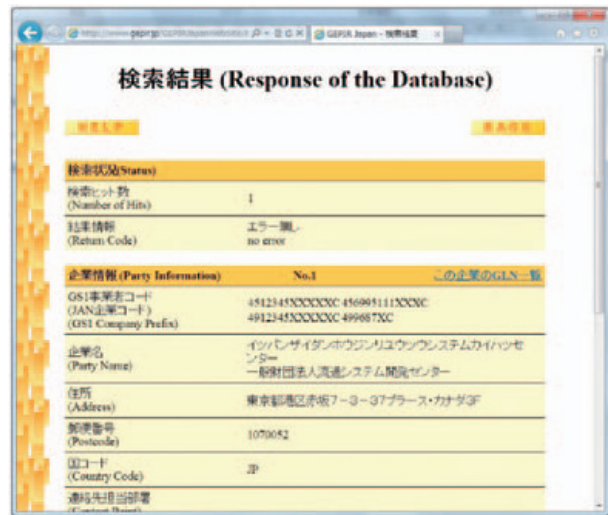 GEPIR Japan - 検索結果
検索結果 (Response of the Database)
検索状況(Status)
検索ヒット数
(Number of Hits)
1
結果情報
(Return Code)
エラー無し
no error
企業情報 (Party Information)
No.1
この企業のGLN一覧
GS1事業者コード
(JAN企業コード)
(GS1 Company Prefix)
4512345XXXXXC 456995111XXXC
4912345XXXXXC 499687XC
企業名
(Party Name)
イッパンザイダンホウジンリユウツウシステムカイハツセ
ンター
一般財団法人流通システム開発センター
住所
(Address)
東京都港区赤坂7-3-37プラース・カナダ3F
郵便番号
(Postcode)
1070052
国コード
(Country Code)
JP
連絡先担当部署
(Contact Point)